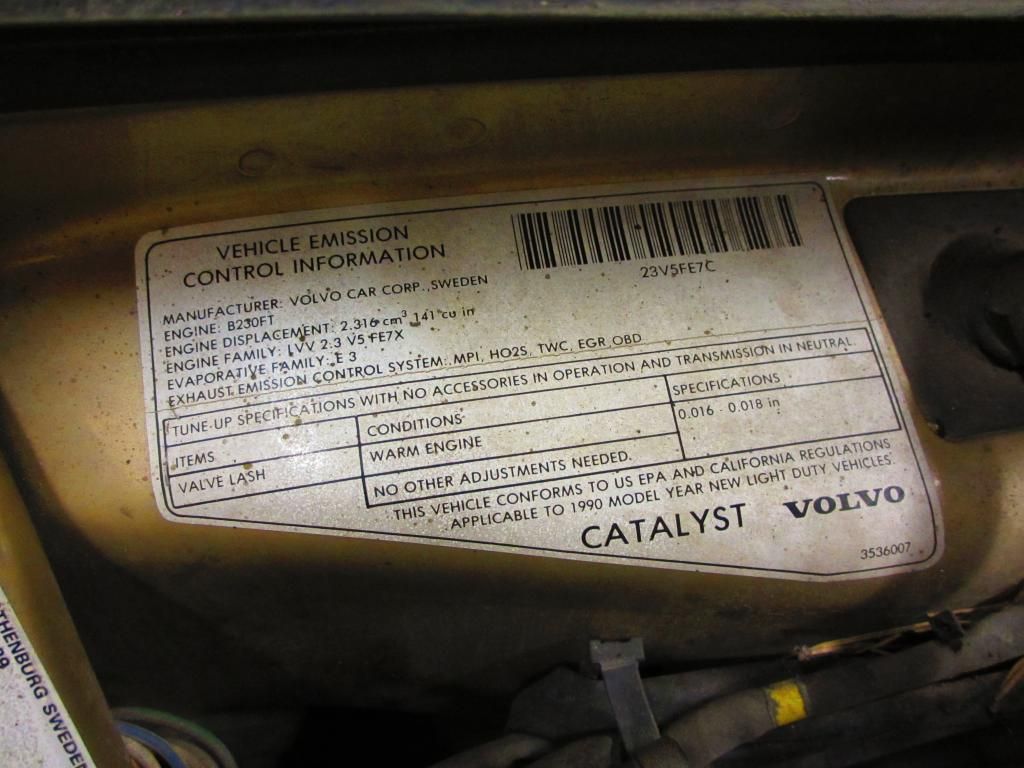 VEHICLE EMISSION
CONTROL INFORMATION
23V5FE7C
MANUFACTURER: VOLVO CAR CORP., SWEDEN
ENGINE: B230FT
ENGINE DISPLACEMENT: 2.316 cm³ 141 cu in
ENGINE FAMILY: LVV 2.3 V5 FE7X
EVAPORATIVE FAMILY: E 3
EXHAUST EMISSION CONTROL SYSTEM: MPI, HO2S, TWC, EGR, OBD
TUNE-UP SPECIFICATIONS WITH NO ACCESSORIES IN OPERATION AND TRANSMISSION IN NEUTRAL.
ITEMS CONDITIONS SPECIFICATIONS
VALVE LASH WARM ENGINE 0.016 - 0.018 in
NO OTHER ADJUSTMENTS NEEDED.
THIS VEHICLE CONFORMS TO US EPA AND CALIFORNIA REGULATIONS
APPLICABLE TO 1990 MODEL YEAR NEW LIGHT DUTY VEHICLES.
CATALYST VOLVO
3536007
THENBURG SWEDEN